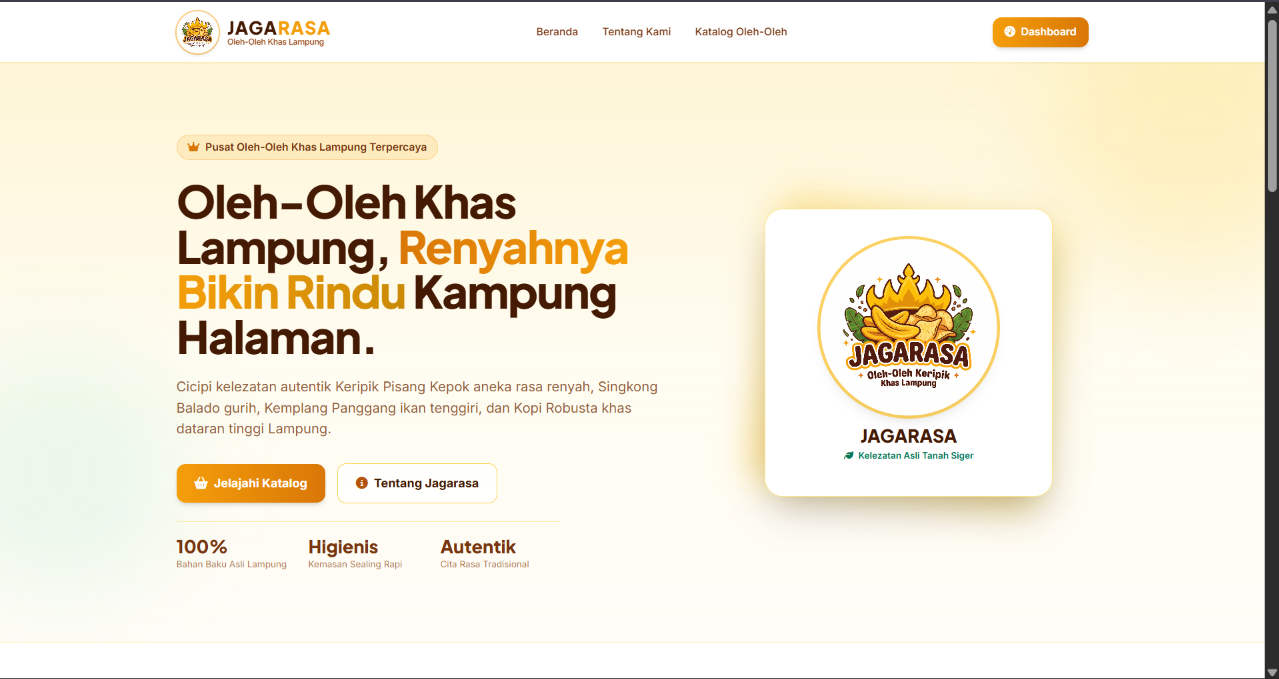 JAGARASA
Oleh-Oleh Khas Lampung
Beranda
Tentang Kami
Katalog Oleh-Oleh
Dashboard
Pusat Oleh-Oleh Khas Lampung Terpercaya
Oleh-Oleh Khas
Lampung, Renyahnya
Bikin Rindu Kampung
Halaman.
Cicipi kelezatan autentik Keripik Pisang Kepok aneka rasa renyah, Singkong
Balado gurih, Kemplang Panggang ikan tenggiri, dan Kopi Robusta khas
dataran tinggi Lampung.
Jelajahi Katalog
Tentang Jagarasa
100%
Bahan Baku Asli Lampung
Higienis
Kemasan Sealing Rapi
Autentik
Cita Rasa Tradisional
JAGARASA
Oleh-Oleh Keripik
Khas Lampung
JAGARASA
Kelezatan Asli Tanah Siger